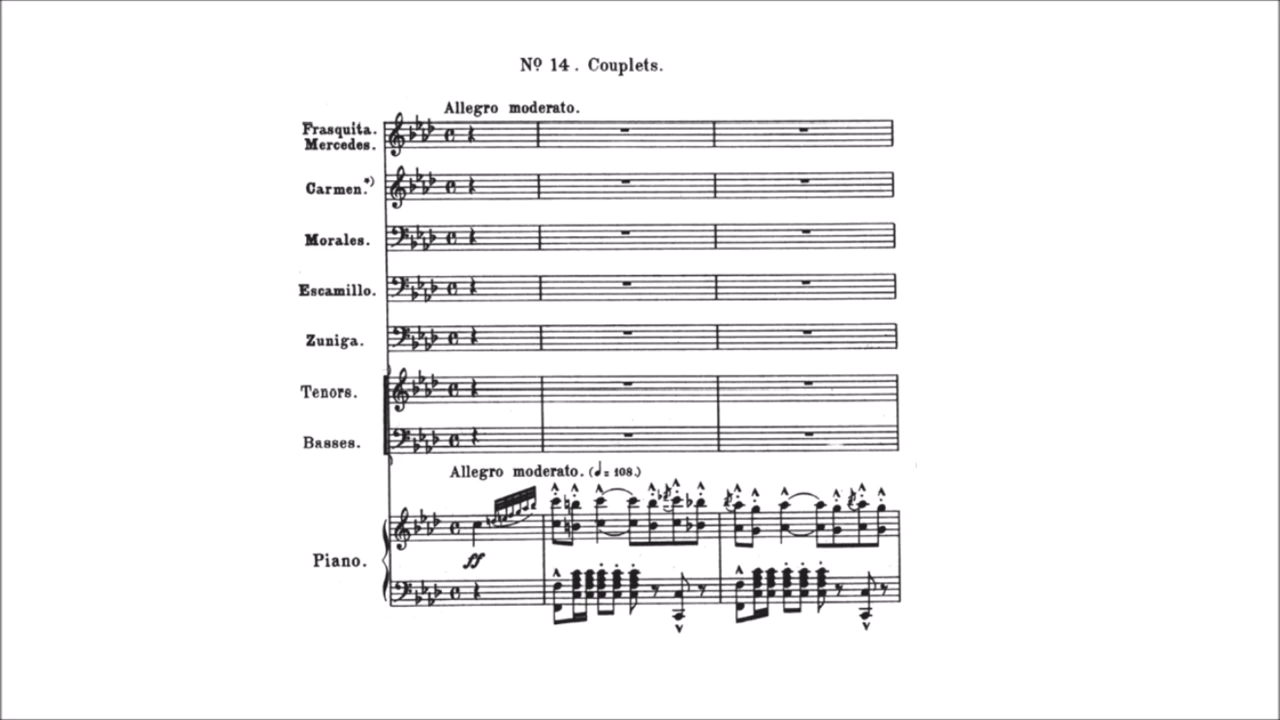 Nº 14. Couplets.
Allegro moderato.
Frasquita.
Mercedes.
Carmen.*)
Morales.
Escamillo.
Zuniga.
Tenors.
Basses.
Allegro moderato. (♩= 108.)
Piano.
ff